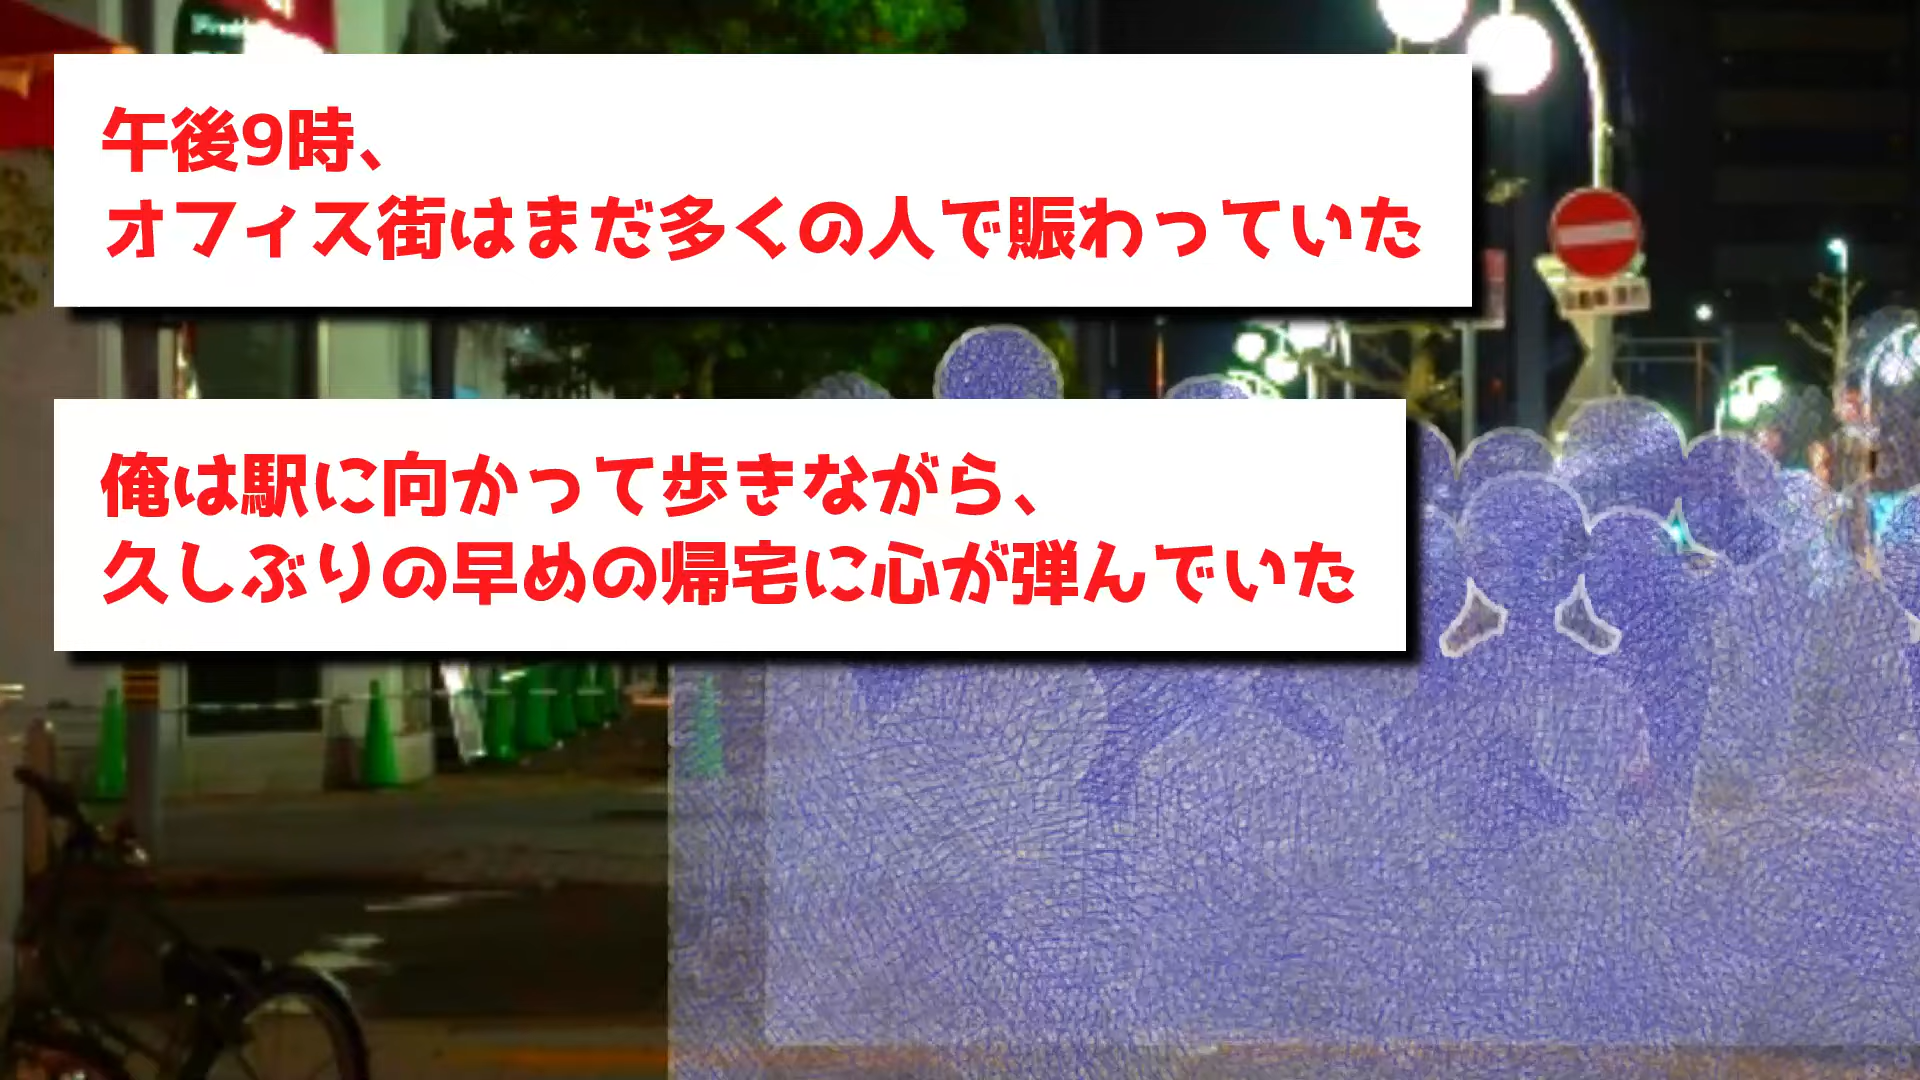 午後9時、
オフィス街はまだ多くの人で賑わっていた
俺は駅に向かって歩きながら、
久しぶりの早めの帰宅に心が弾んでいた